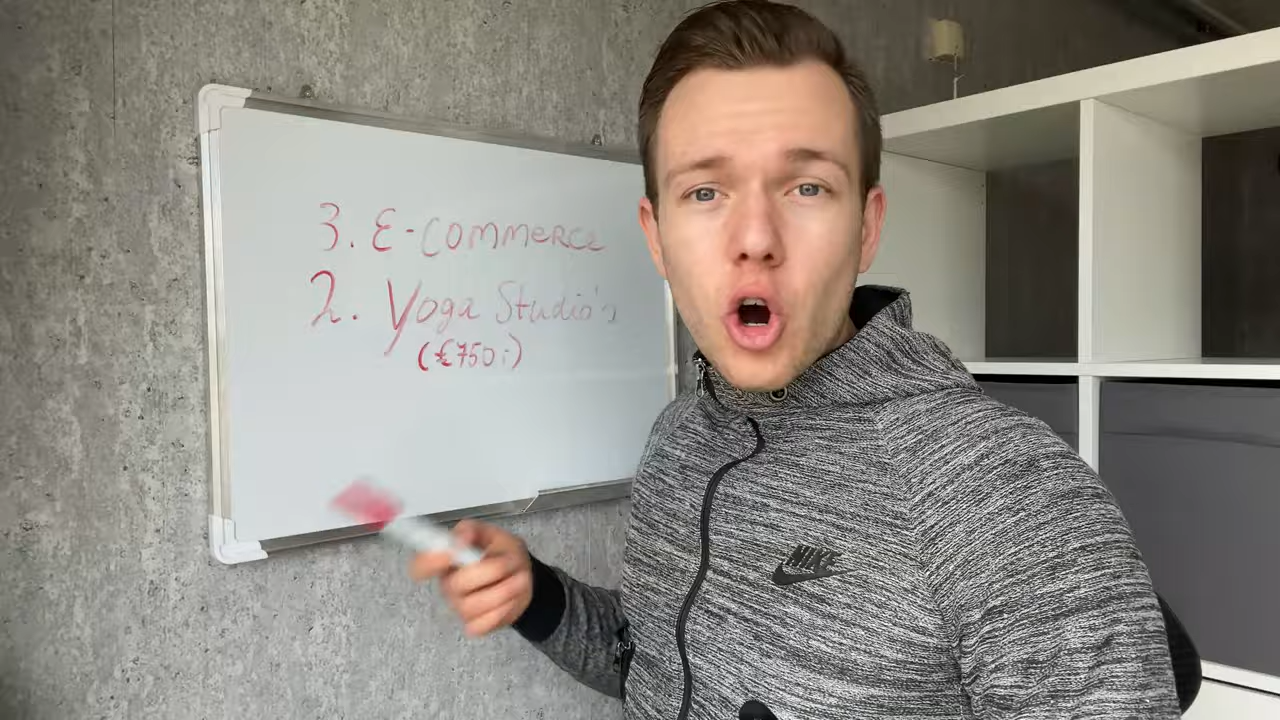 3. E-Commerce
2. Yoga Studio's
(€750,-)
NIKE